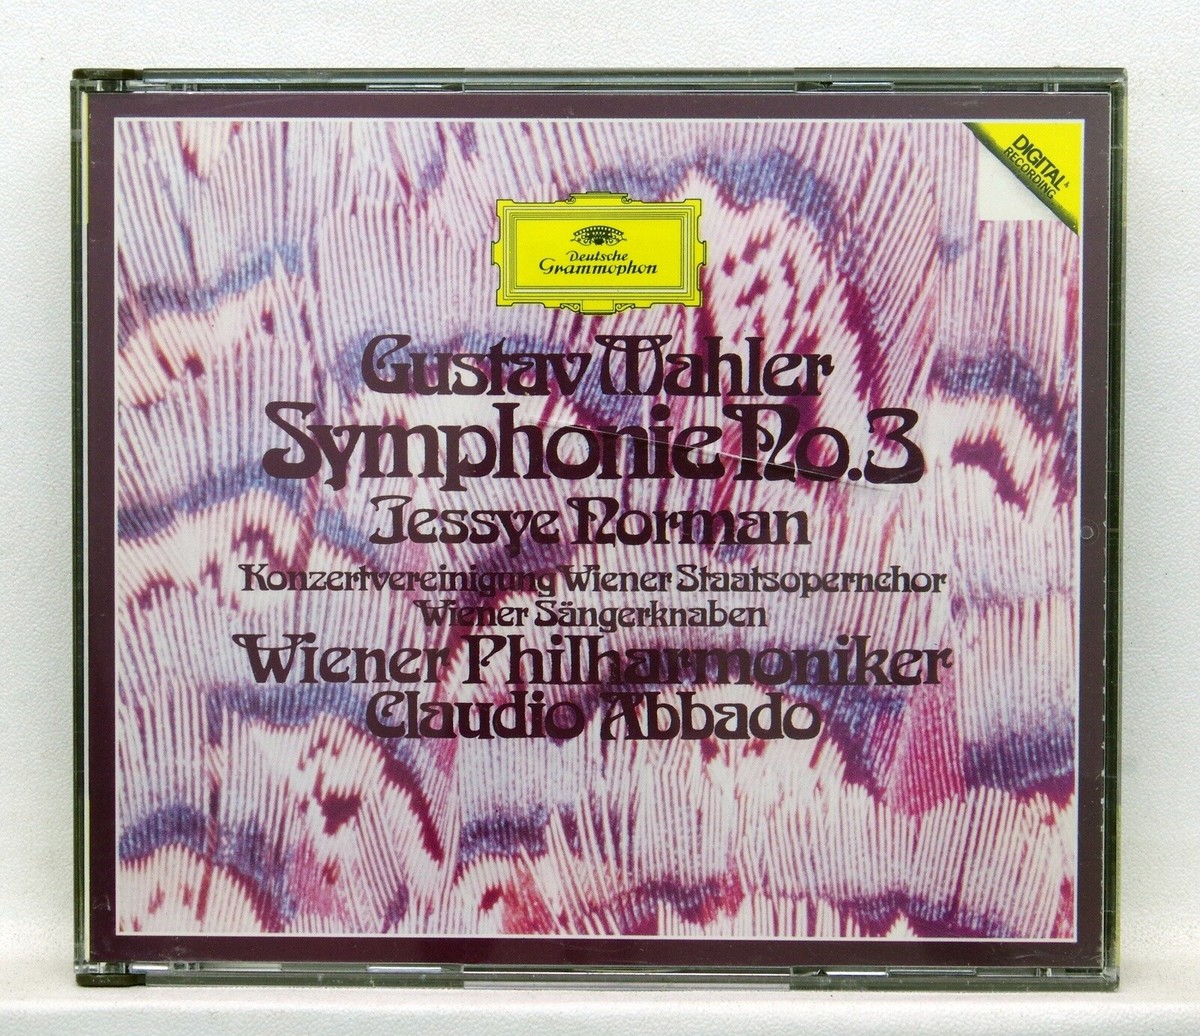 DIGITAL
RECORDING
Deutsche
Grammophon
Gustav Mahler
Symphonie No.3
Jessye Norman
Konzertvereinigung Wiener Staatsopernchor
Wiener Sängerknaben
Wiener Philharmoniker
Claudio Abbado